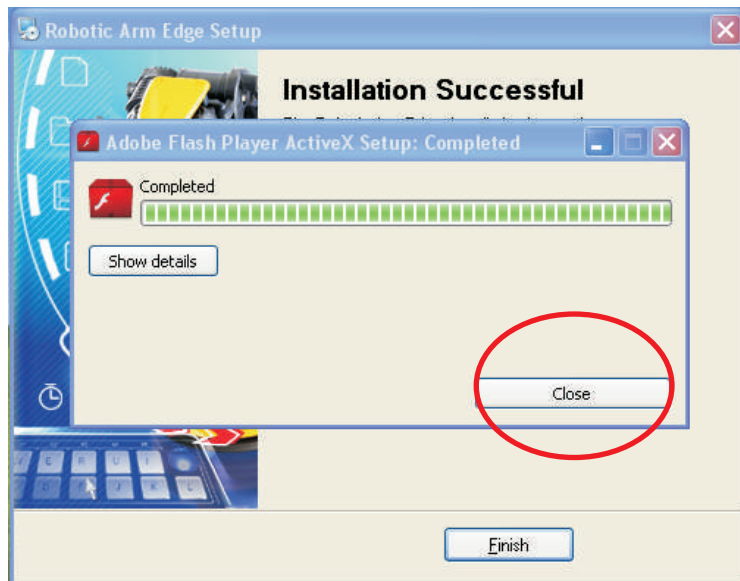 Robotic Arm Edge Setup
Installation Successful
Adobe Flash Player ActiveX Setup: Completed
Completed
Show details
Close
E R U I
J K L
Finish